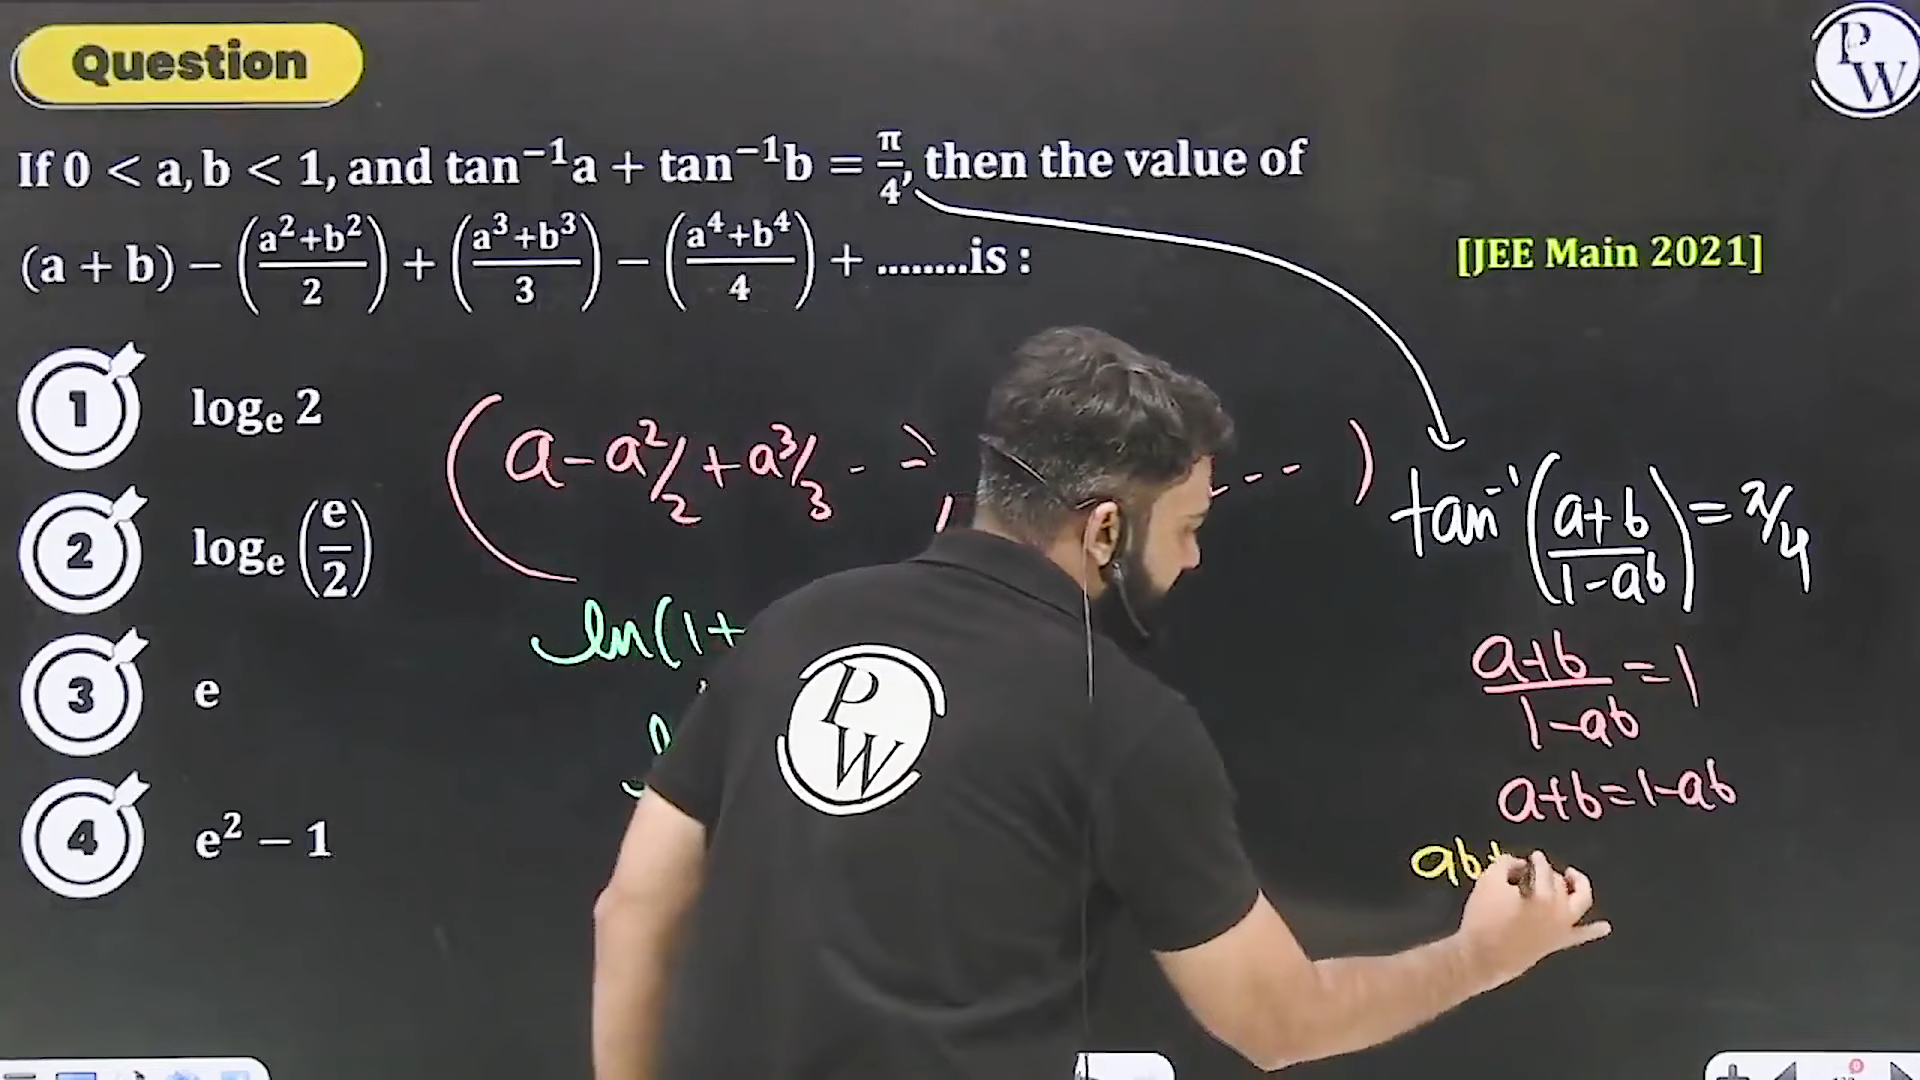 Question
P
W
If 0 < a, b < 1, and tan⁻¹a + tan⁻¹b = π/4, then the value of
(a + b) − ((a²+b²)/2) + ((a³+b³)/3) − ((a⁴+b⁴)/4) + ........is :
[JEE Main 2021]
1 logₑ 2
2 logₑ (e/2)
3 e
4 e² − 1
(a − a²/2 + a³/3 - - -
- - - )
ln(1+
tan⁻¹((a+b)/(1−ab)) = π/4
(a+b)/(1−ab) = 1
a+b=1−ab
ab+
P
W